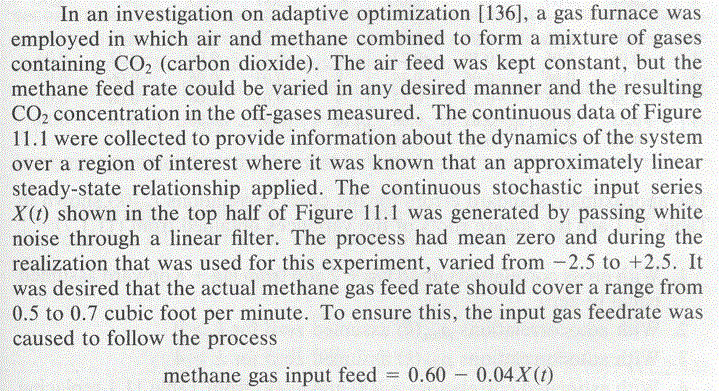 In an investigation on adaptive optimization [136], a gas furnace was
employed in which air and methane combined to form a mixture of gases
containing CO₂ (carbon dioxide). The air feed was kept constant, but the
methane feed rate could be varied in any desired manner and the resulting
CO₂ concentration in the off-gases measured. The continuous data of Figure
11.1 were collected to provide information about the dynamics of the system
over a region of interest where it was known that an approximately linear
steady-state relationship applied. The continuous stochastic input series
X(t) shown in the top half of Figure 11.1 was generated by passing white
noise through a linear filter. The process had mean zero and during the
realization that was used for this experiment, varied from −2.5 to +2.5. It
was desired that the actual methane gas feed rate should cover a range from
0.5 to 0.7 cubic foot per minute. To ensure this, the input gas feedrate was
caused to follow the process
methane gas input feed = 0.60 − 0.04X(t)